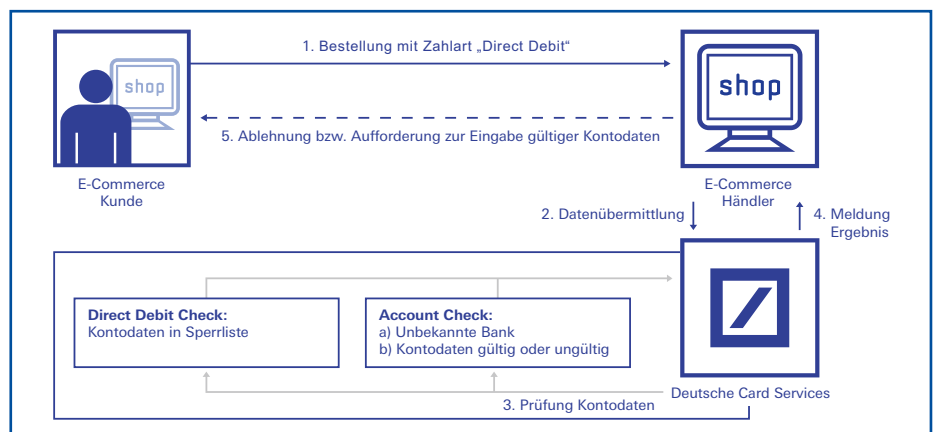 1. Bestellung mit Zahlart „Direct Debit“
shop
shop
5. Ablehnung bzw. Aufforderung zur Eingabe gültiger Kontodaten
E-Commerce
Kunde
E-Commerce
Händler
2. Datenübermittlung
4. Meldung
Ergebnis
Direct Debit Check:
Kontodaten in Sperrliste
Account Check:
a) Unbekannte Bank
b) Kontodaten gültig oder ungültig
Deutsche Card Services
3. Prüfung Kontodaten